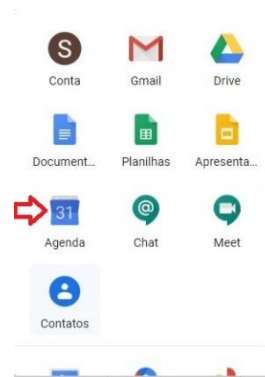 S
Conta Gmail Drive
Document... Planilhas Apresenta...
31 @
Agenda Chat Meet
Contatos